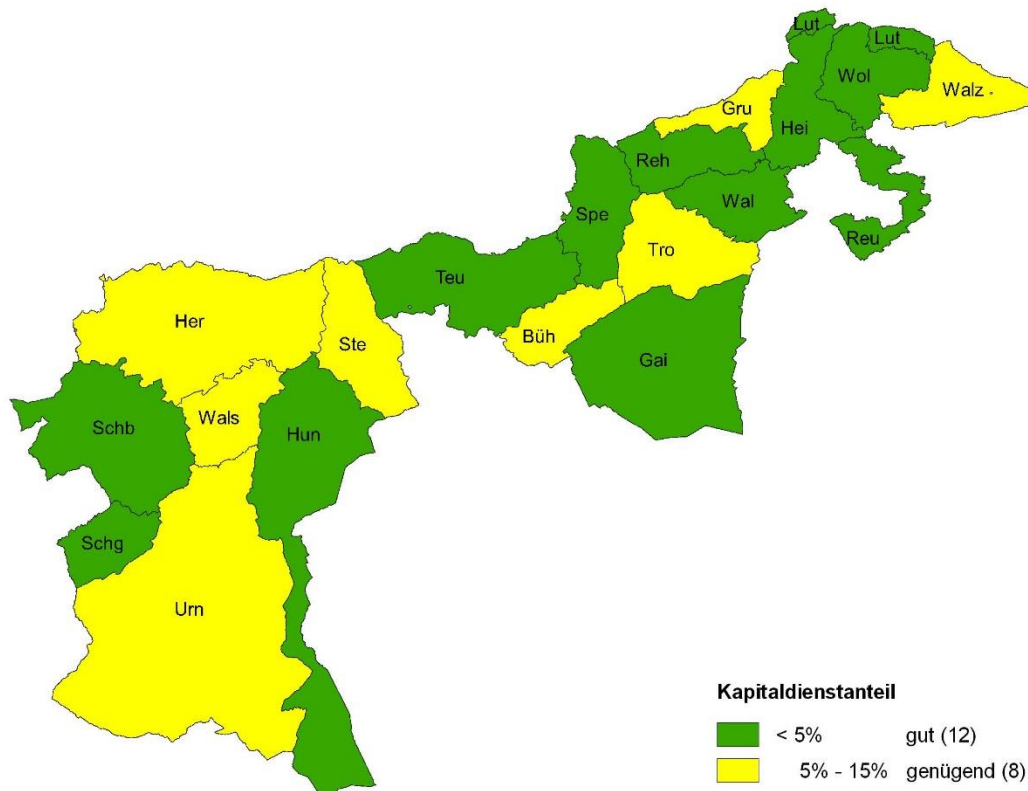 Lut
Lut
Wol
Walz
Gru
Hei
Reh
Wal
Spe
Reu
Tro
Teu
Her
Büh
Ste
Gai
Wals
Schb
Hun
Schg
Urn
Kapitaldienstanteil
< 5% gut (12)
5% - 15% genügend (8)